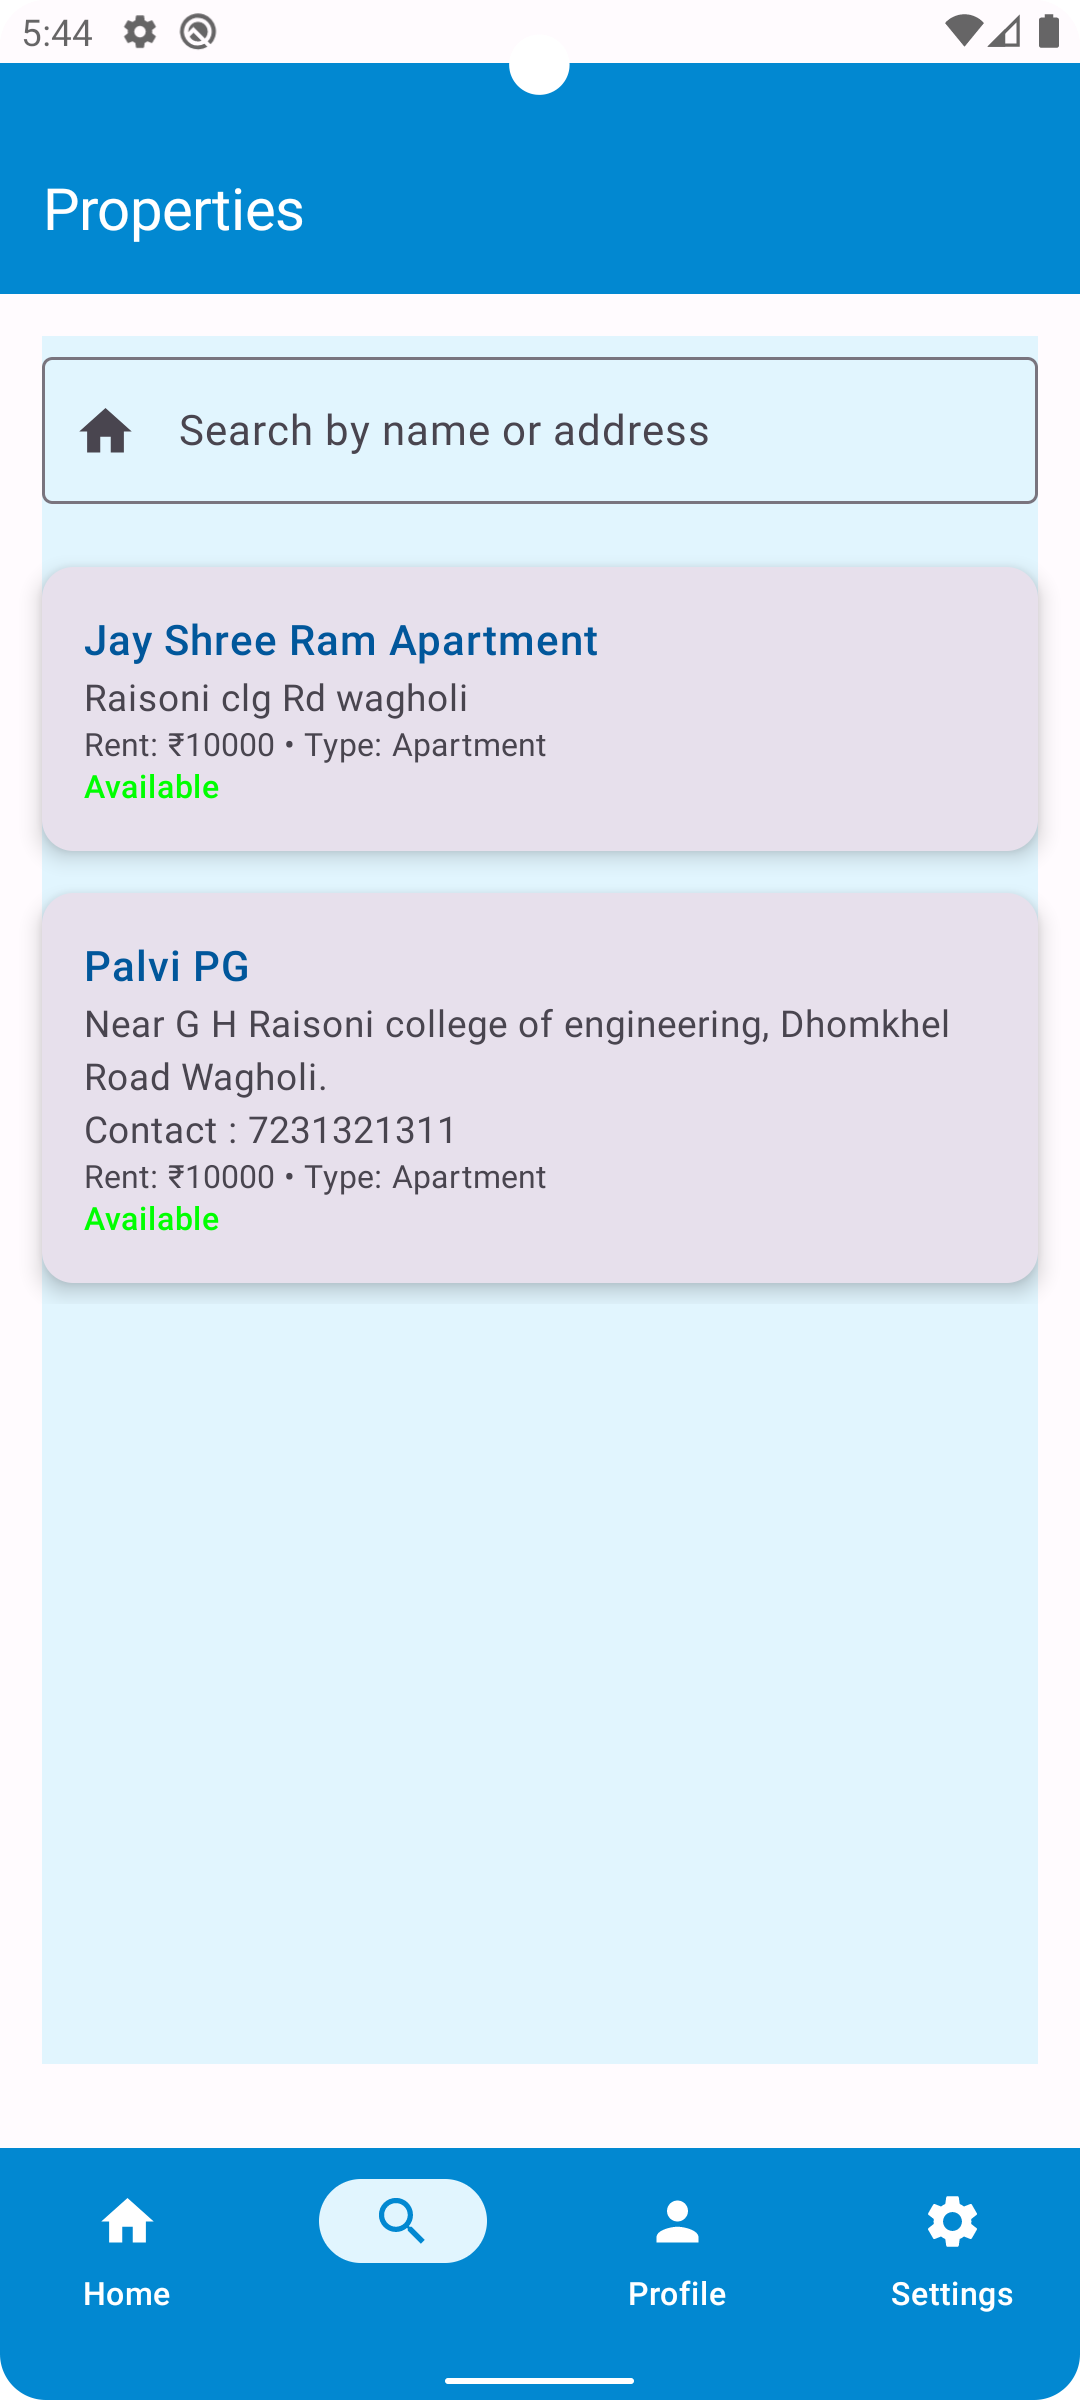 5:44
Properties
Search by name or address
Jay Shree Ram Apartment
Raisoni clg Rd wagholi
Rent: ₹10000 • Type: Apartment
Available
Palvi PG
Near G H Raisoni college of engineering, Dhomkhel
Road Wagholi.
Contact : 7231321311
Rent: ₹10000 • Type: Apartment
Available
Home
Profile
Settings